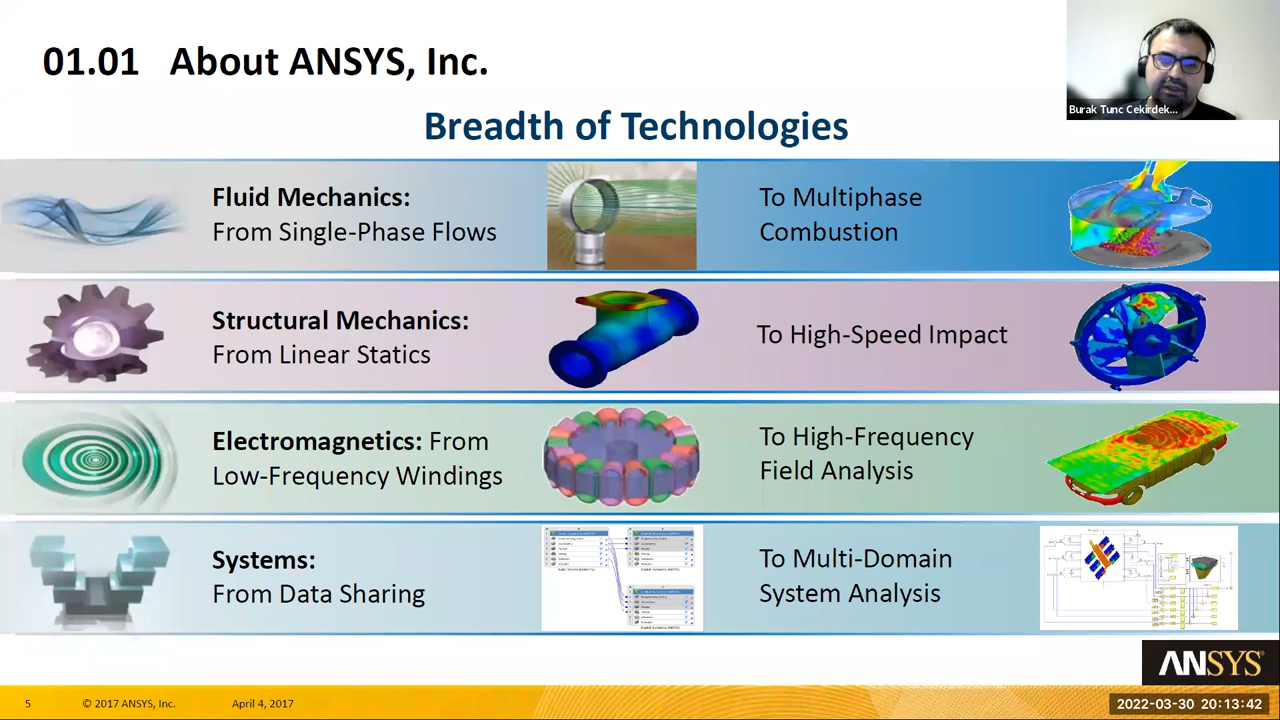 01.01 About ANSYS, Inc.
Burak Tunc Cekirdek...
Breadth of Technologies
Fluid Mechanics:
From Single-Phase Flows
To Multiphase
Combustion
Structural Mechanics:
From Linear Statics
To High-Speed Impact
Electromagnetics: From
Low-Frequency Windings
To High-Frequency
Field Analysis
Systems:
From Data Sharing
To Multi-Domain
System Analysis
ANSYS
5 © 2017 ANSYS, Inc. April 4, 2017
2022-03-30 20:13:42